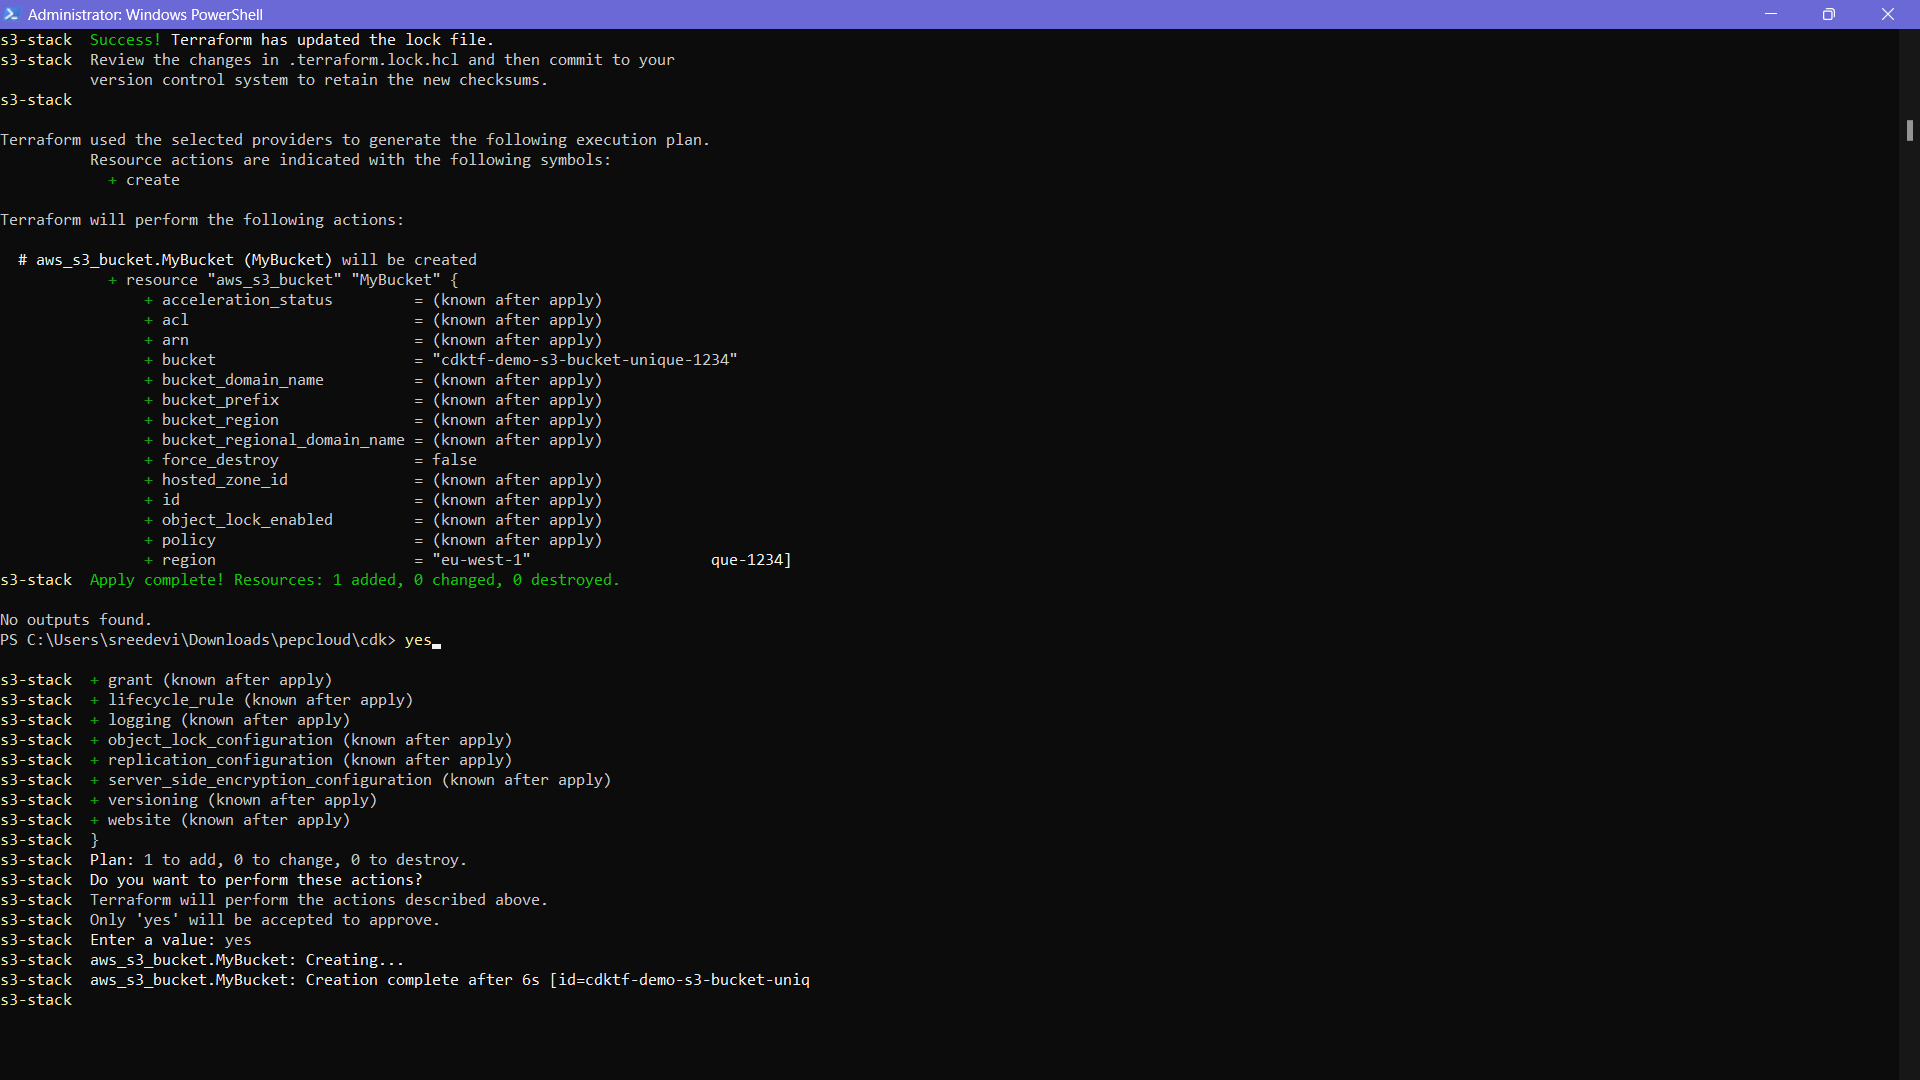 Administrator: Windows PowerShell
s3-stack  Success! Terraform has updated the lock file.
s3-stack  Review the changes in .terraform.lock.hcl and then commit to your
          version control system to retain the new checksums.
s3-stack
Terraform used the selected providers to generate the following execution plan.
          Resource actions are indicated with the following symbols:
            + create
Terraform will perform the following actions:
  # aws_s3_bucket.MyBucket (MyBucket) will be created
            + resource "aws_s3_bucket" "MyBucket" {
                + acceleration_status         = (known after apply)
                + acl                         = (known after apply)
                + arn                         = (known after apply)
                + bucket                      = "cdktf-demo-s3-bucket-unique-1234"
                + bucket_domain_name          = (known after apply)
                + bucket_prefix               = (known after apply)
                + bucket_region               = (known after apply)
                + bucket_regional_domain_name = (known after apply)
                + force_destroy               = false
                + hosted_zone_id              = (known after apply)
                + id                          = (known after apply)
                + object_lock_enabled         = (known after apply)
                + policy                      = (known after apply)
                + region                      = "eu-west-1"                    que-1234]
s3-stack  Apply complete! Resources: 1 added, 0 changed, 0 destroyed.
No outputs found.
PS C:\Users\sreedevi\Downloads\pepcloud\cdk> yes
s3-stack  + grant (known after apply)
s3-stack  + lifecycle_rule (known after apply)
s3-stack  + logging (known after apply)
s3-stack  + object_lock_configuration (known after apply)
s3-stack  + replication_configuration (known after apply)
s3-stack  + server_side_encryption_configuration (known after apply)
s3-stack  + versioning (known after apply)
s3-stack  + website (known after apply)
s3-stack  }
s3-stack  Plan: 1 to add, 0 to change, 0 to destroy.
s3-stack  Do you want to perform these actions?
s3-stack  Terraform will perform the actions described above.
s3-stack  Only 'yes' will be accepted to approve.
s3-stack  Enter a value: yes
s3-stack  aws_s3_bucket.MyBucket: Creating...
s3-stack  aws_s3_bucket.MyBucket: Creation complete after 6s [id=cdktf-demo-s3-bucket-uniq
s3-stack